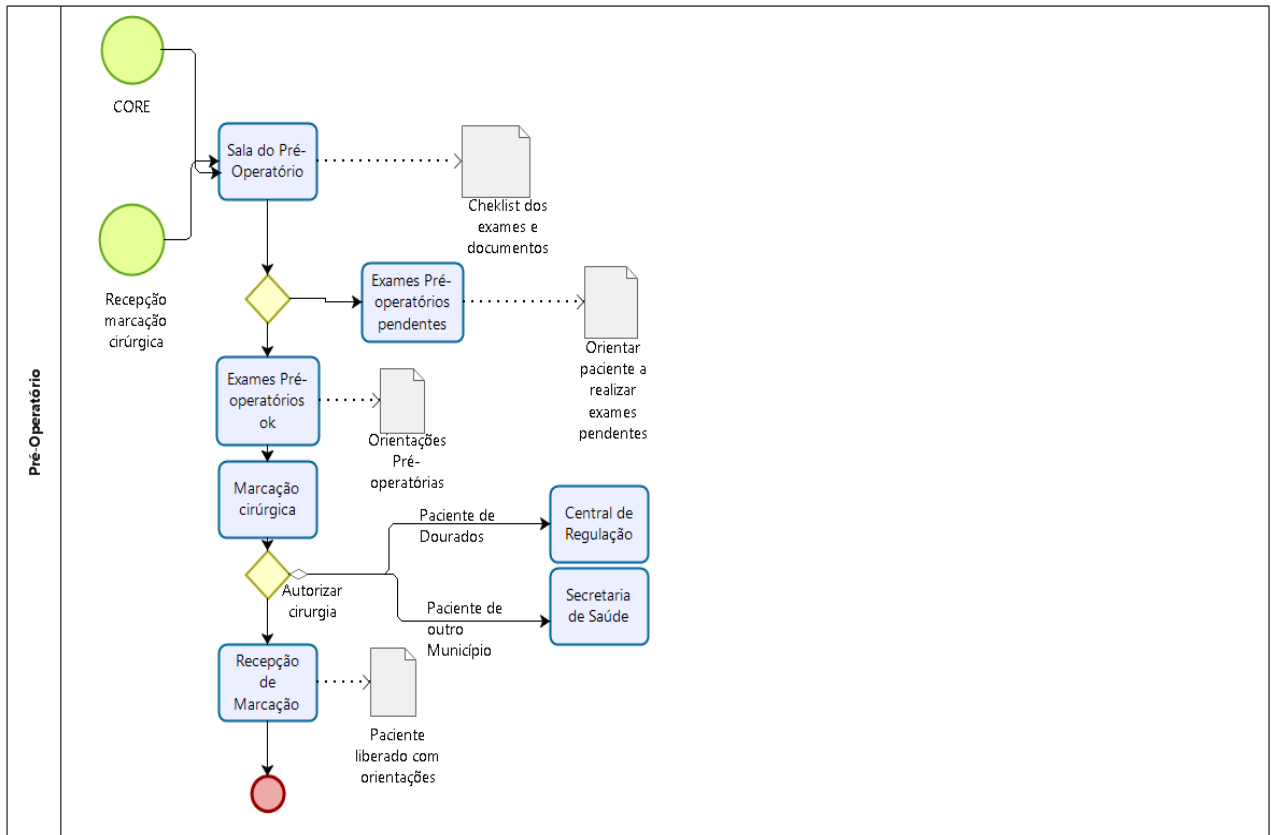 Pré-Operatório
CORE
Sala do Pré-
Operatório
Cheklist dos
exames e
documentos
Recepção
marcação
cirúrgica
Exames Pré-
operatórios
pendentes
Orientar
paciente a
realizar
exames
pendentes
Exames Pré-
operatórios
ok
Orientações
Pré-
operatórias
Marcação
cirúrgica
Paciente de
Dourados
Central de
Regulação
Autorizar
cirurgia
Paciente de
outro
Município
Secretaria
de Saúde
Recepção
de
Marcação
Paciente
liberado com
orientações